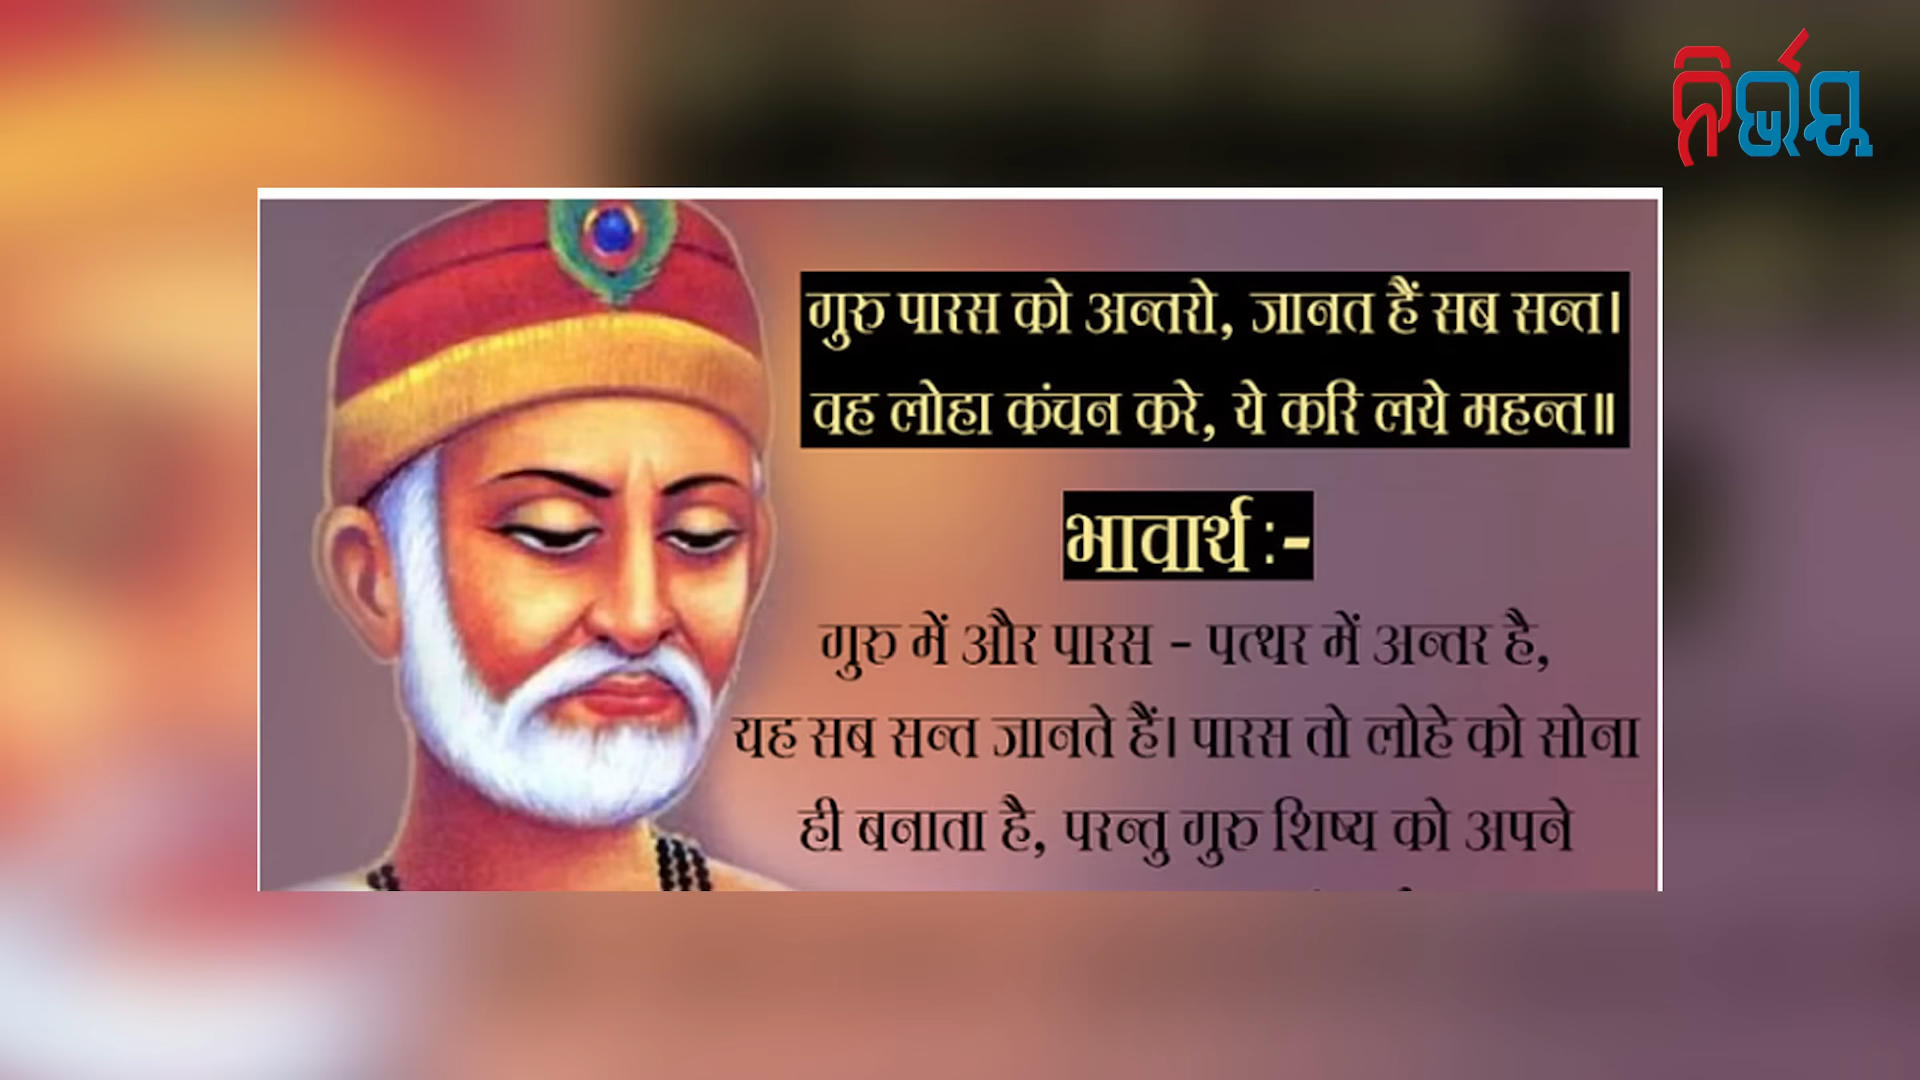 ନିର୍ଭୟ
गुरु पारस को अन्तरो, जानत हैं सब सन्त।
वह लोहा कंचन करे, ये करि लये महन्त॥
भावार्थ :-
गुरु में और पारस - पत्थर में अन्तर है,
यह सब सन्त जानते हैं। पारस तो लोहे को सोना
ही बनाता है, परन्तु गुरु शिष्य को अपने